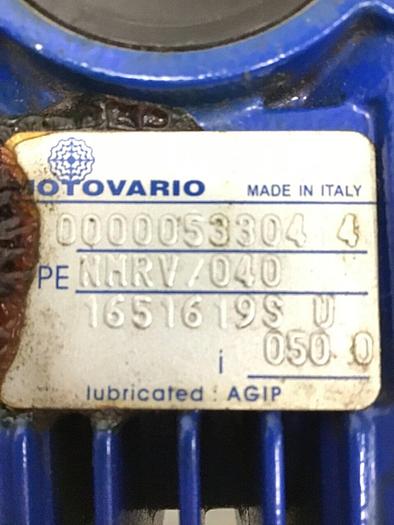 MOTOVARIO MADE IN ITALY
0000053304 4
PE NMRV/040
1651619S U
i 050 0
lubricated : AGIP